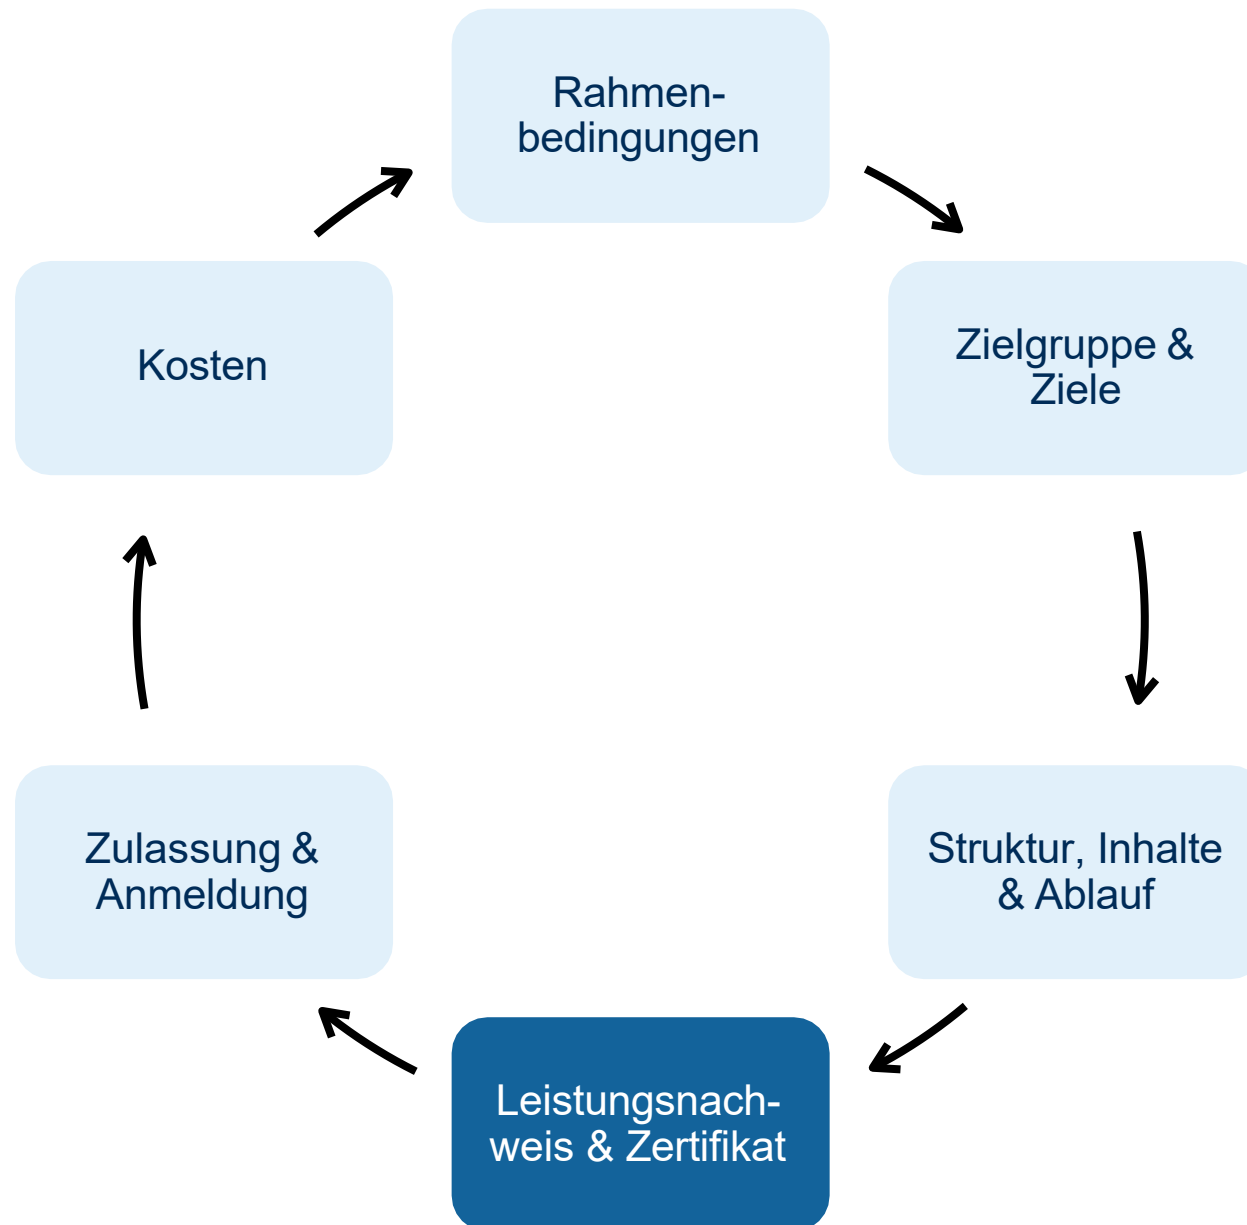 Rahmen-
bedingungen
Zielgruppe &
Ziele
Struktur, Inhalte
& Ablauf
Leistungsnach-
weis & Zertifikat
Zulassung &
Anmeldung
Kosten